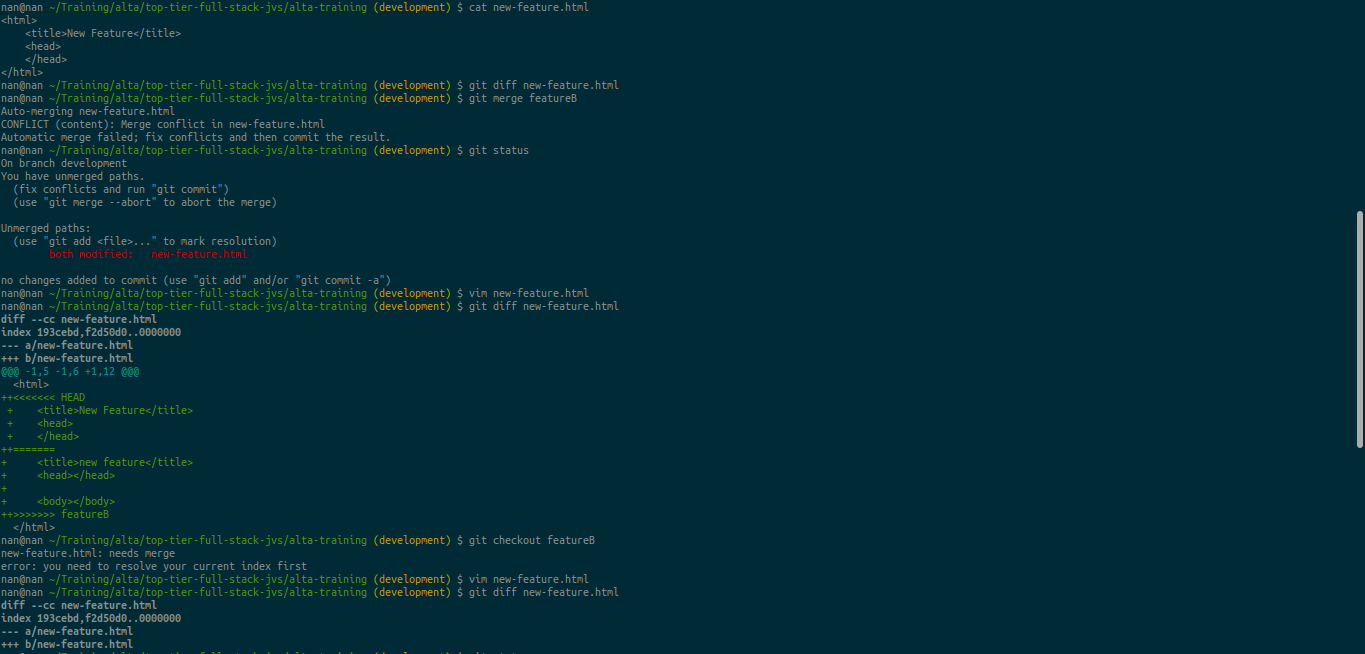 nan@nan ~/Training/alta/top-tier-full-stack-jvs/alta-training (development) $ cat new-feature.html
<html>
    <title>New Feature</title>
    <head>
    </head>
</html>
nan@nan ~/Training/alta/top-tier-full-stack-jvs/alta-training (development) $ git diff new-feature.html
nan@nan ~/Training/alta/top-tier-full-stack-jvs/alta-training (development) $ git merge featureB
Auto-merging new-feature.html
CONFLICT (content): Merge conflict in new-feature.html
Automatic merge failed; fix conflicts and then commit the result.
nan@nan ~/Training/alta/top-tier-full-stack-jvs/alta-training (development) $ git status
On branch development
You have unmerged paths.
  (fix conflicts and run "git commit")
  (use "git merge --abort" to abort the merge)

Unmerged paths:
  (use "git add <file>..." to mark resolution)
        both modified:   new-feature.html

no changes added to commit (use "git add" and/or "git commit -a")
nan@nan ~/Training/alta/top-tier-full-stack-jvs/alta-training (development) $ vim new-feature.html
nan@nan ~/Training/alta/top-tier-full-stack-jvs/alta-training (development) $ git diff new-feature.html
diff --cc new-feature.html
index 193cebd,f2d50d0..0000000
--- a/new-feature.html
+++ b/new-feature.html
@@@ -1,5 -1,6 +1,12 @@@
  <html>
++<<<<<<< HEAD
 +    <title>New Feature</title>
 +    <head>
 +    </head>
++=======
+     <title>new feature</title>
+     <head></head>
+
+     <body></body>
++>>>>>>> featureB
  </html>
nan@nan ~/Training/alta/top-tier-full-stack-jvs/alta-training (development) $ git checkout featureB
new-feature.html: needs merge
error: you need to resolve your current index first
nan@nan ~/Training/alta/top-tier-full-stack-jvs/alta-training (development) $ vim new-feature.html
nan@nan ~/Training/alta/top-tier-full-stack-jvs/alta-training (development) $ git diff new-feature.html
diff --cc new-feature.html
index 193cebd,f2d50d0..0000000
--- a/new-feature.html
+++ b/new-feature.html